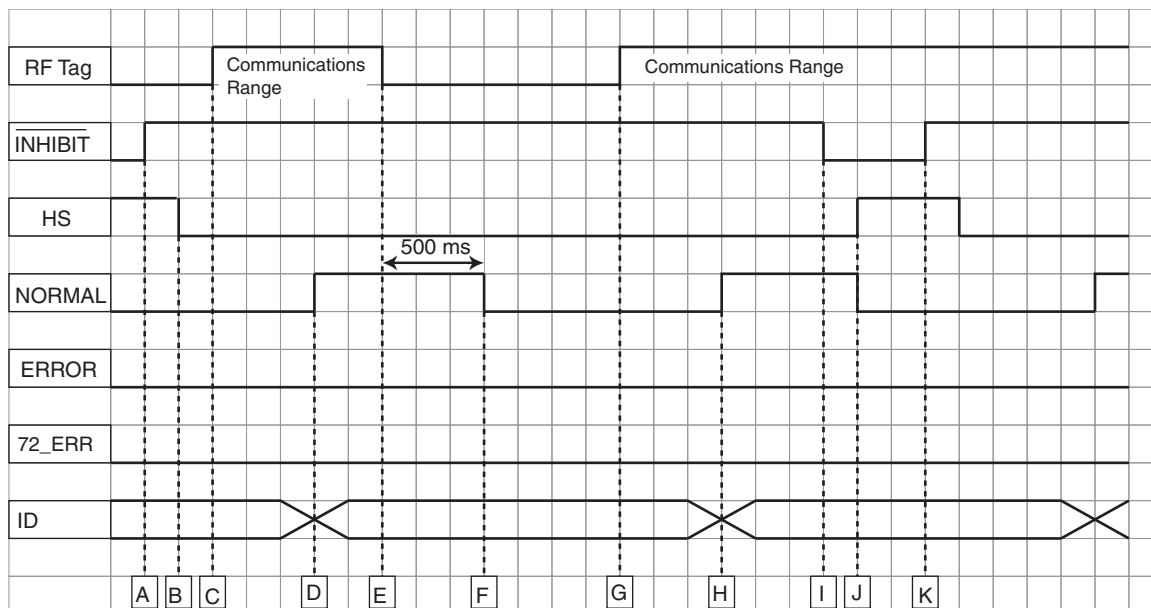 RF Tag
Communications
Range
Communications Range
INHIBIT
HS
500 ms
NORMAL
ERROR
72_ERR
ID
A B C D E F G H I J K